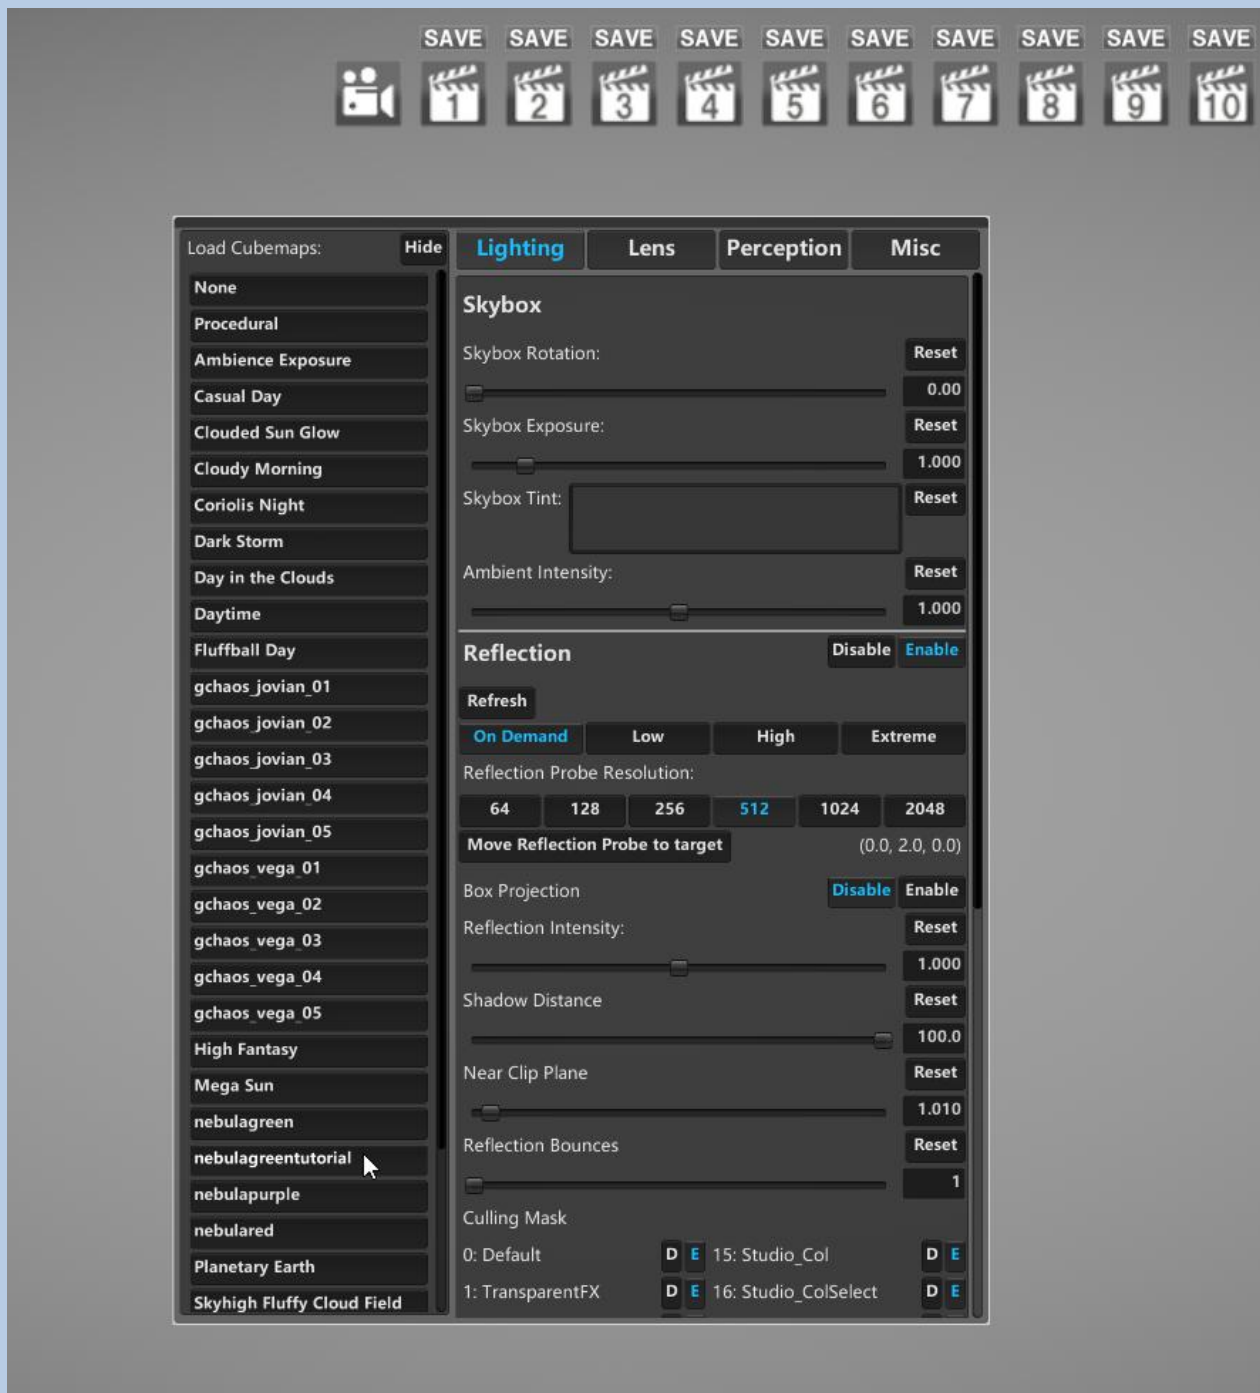 SAVE SAVE SAVE SAVE SAVE SAVE SAVE SAVE SAVE SAVE
1 2 3 4 5 6 7 8 9 10
Load Cubemaps: Hide
None
Procedural
Ambience Exposure
Casual Day
Clouded Sun Glow
Cloudy Morning
Coriolis Night
Dark Storm
Day in the Clouds
Daytime
Fluffball Day
gchaos_jovian_01
gchaos_jovian_02
gchaos_jovian_03
gchaos_jovian_04
gchaos_jovian_05
gchaos_vega_01
gchaos_vega_02
gchaos_vega_03
gchaos_vega_04
gchaos_vega_05
High Fantasy
Mega Sun
nebulagreen
nebulagreentutorial
nebulapurple
nebulared
Planetary Earth
Skyhigh Fluffy Cloud Field
Lighting Lens Perception Misc
Skybox
Skybox Rotation: Reset
0.00
Skybox Exposure: Reset
1.000
Skybox Tint: Reset
Ambient Intensity: Reset
1.000
Reflection Disable Enable
Refresh
On Demand Low High Extreme
Reflection Probe Resolution:
64 128 256 512 1024 2048
Move Reflection Probe to target (0.0, 2.0, 0.0)
Box Projection Disable Enable
Reflection Intensity: Reset
1.000
Shadow Distance Reset
100.0
Near Clip Plane Reset
1.010
Reflection Bounces Reset
1
Culling Mask
0: Default D E 15: Studio_Col D E
1: TransparentFX D E 16: Studio_ColSelect D E